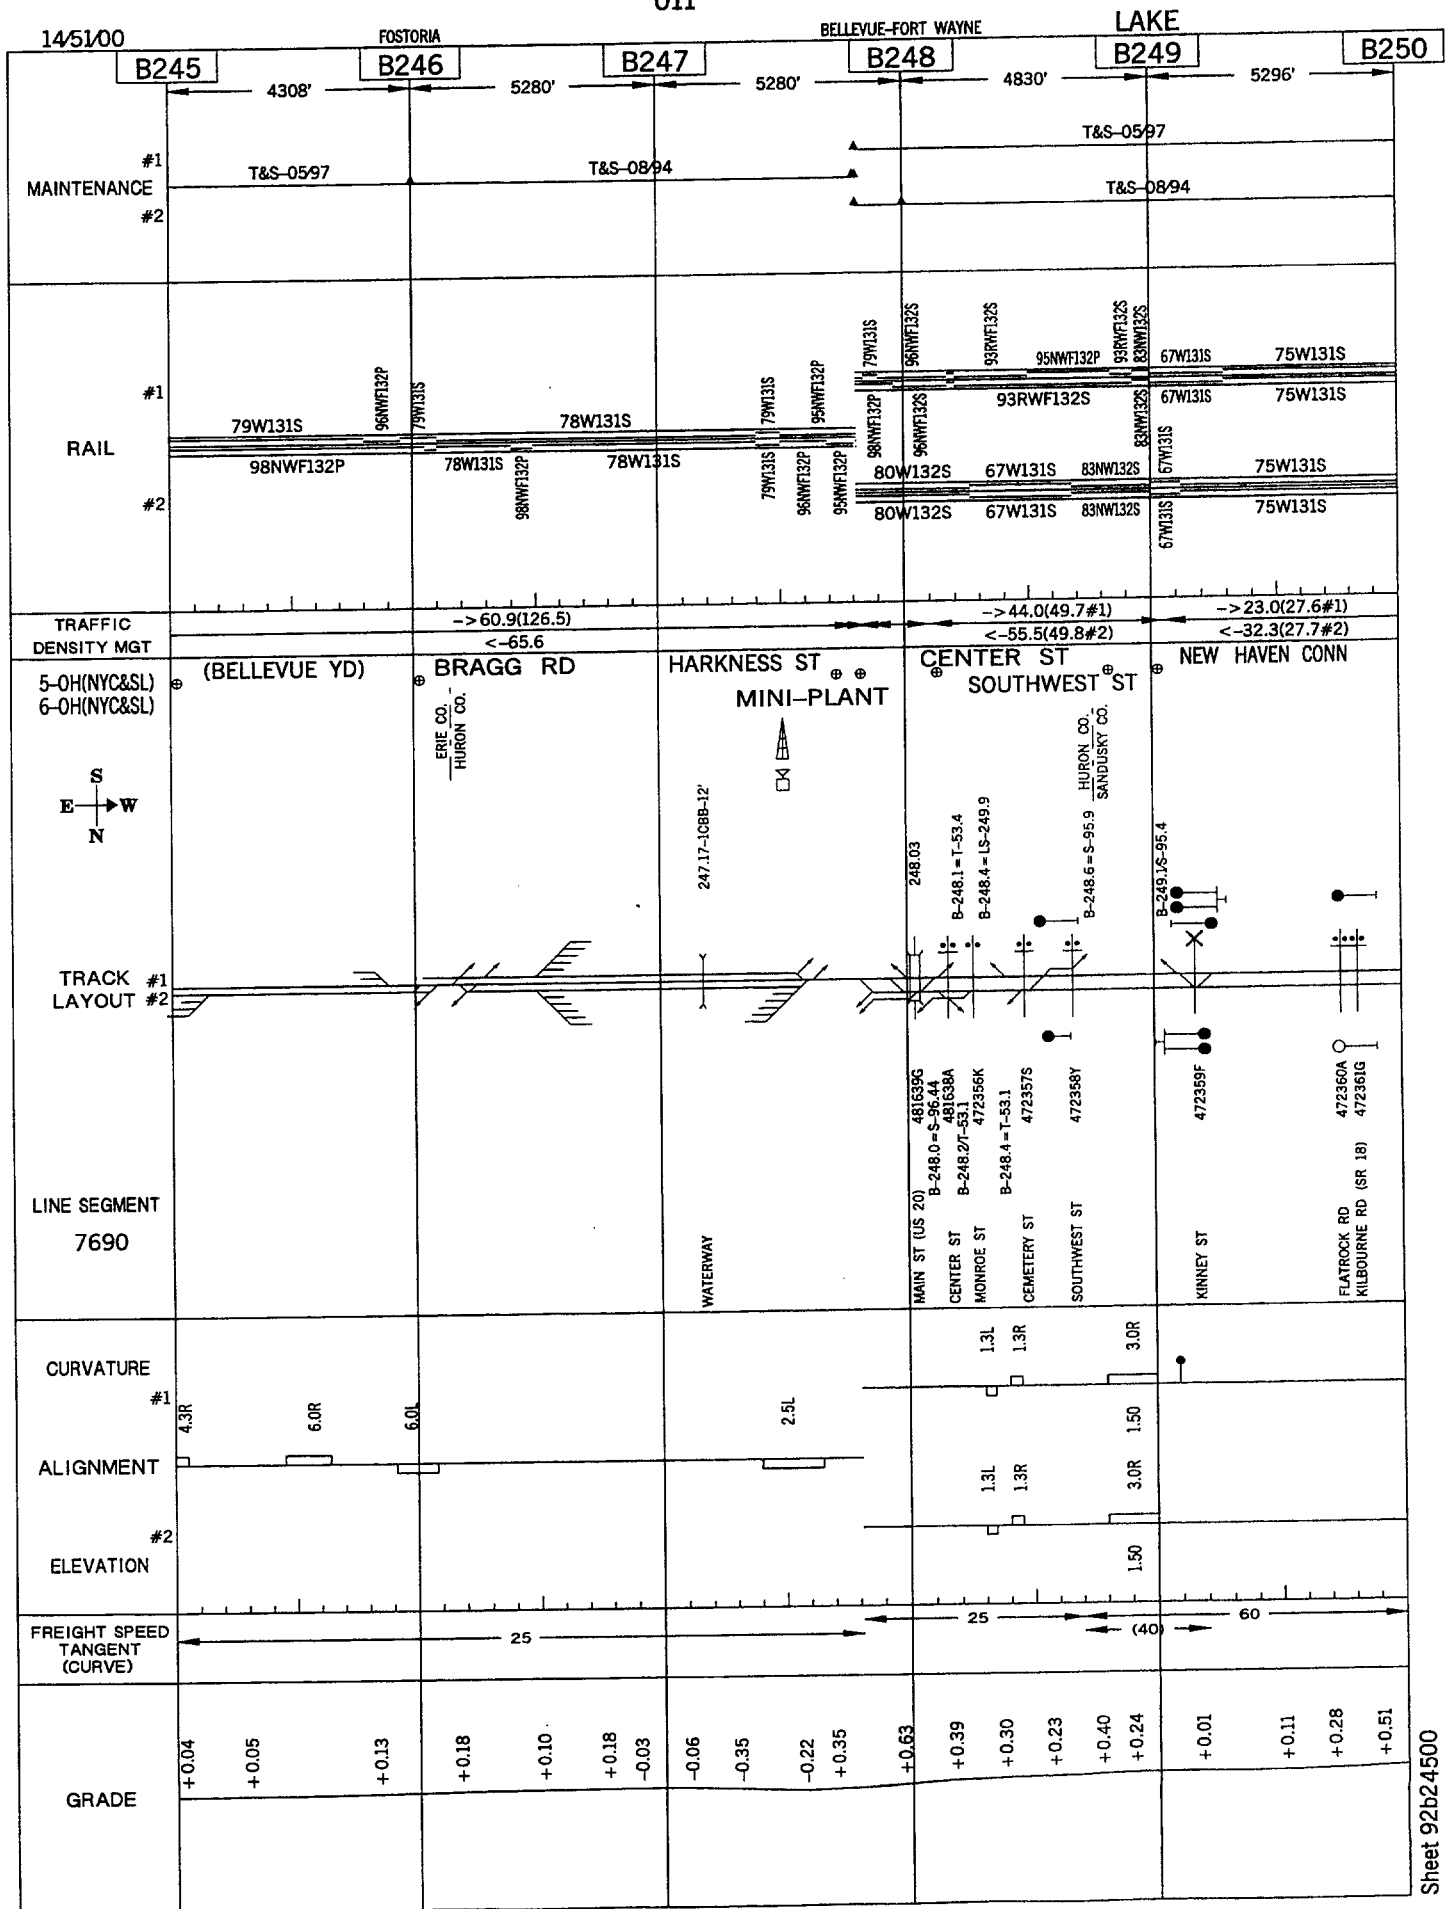 LAKE
14/51/00 FOSTORIA BELLEVUE-FORT WAYNE
B245 B246 B247 B248 B249 B250
4308' 5280' 5280' 4830' 5296'
T&S-05/97
#1
T&S-05/97 T&S-08/94
MAINTENANCE
T&S-08/94
#2
79W131S 96NWF132S 93RWF132S 93RWF132S 83NW132S
95NWF132P 67W131S 75W131S
#1
96NWF132P 79W131S 79W131S 95NWF132P
93RWF132S 67W131S 75W131S
79W131S 78W131S
98NWF132P 96NWF132S 83NW132S 67W131S
RAIL
98NWF132P 78W131S 78W131S
98NWF132P 79W131S 96NWF132P 95NWF132P
80W132S 67W131S 83NW132S 75W131S
#2
80W132S 67W131S 83NW132S 67W131S 75W131S
TRAFFIC
DENSITY MGT
->60.9(126.5) ->44.0(49.7#1) ->23.0(27.6#1)
<-65.6 <-55.5(49.8#2) <-32.3(27.7#2)
(BELLEVUE YD) BRAGG RD HARKNESS ST CENTER ST NEW HAVEN CONN
5-OH(NYC&SL)
6-OH(NYC&SL)
SOUTHWEST ST
MINI-PLANT
ERIE CO.
HURON CO.
HURON CO.
SANDUSKY CO.
S
E W
N
247.17-1CBB-12'
248.03
B-248.1=T-53.4
B-248.4=LS-249.9
B-248.6=S-95.9
B-249.1/S-95.4
TRACK #1
LAYOUT #2
481639G
B-248.0=S-96.44
481638A
B-248.2/T-53.1
472356K
B-248.4=T-53.1
472357S
472358Y
472359F
472360A
472361G
LINE SEGMENT
7690
WATERWAY
MAIN ST (US 20)
CENTER ST
MONROE ST
CEMETERY ST
SOUTHWEST ST
KINNEY ST
FLATROCK RD
KILBOURNE RD (SR 18)
CURVATURE
1.3L 1.3R 3.0R
#1
4.3R 6.0R 6.0L 2.5L 1.50
ALIGNMENT
1.3L 1.3R 3.0R
#2
ELEVATION
1.50
FREIGHT SPEED
TANGENT
(CURVE)
25 25 60
(40)
GRADE
+0.04 +0.05 +0.13 +0.18 +0.10 +0.18 -0.03 -0.06 -0.35 -0.22 +0.35 +0.63 +0.39 +0.30 +0.23 +0.40 +0.24 +0.01 +0.11 +0.28 +0.51
Sheet 92b24500